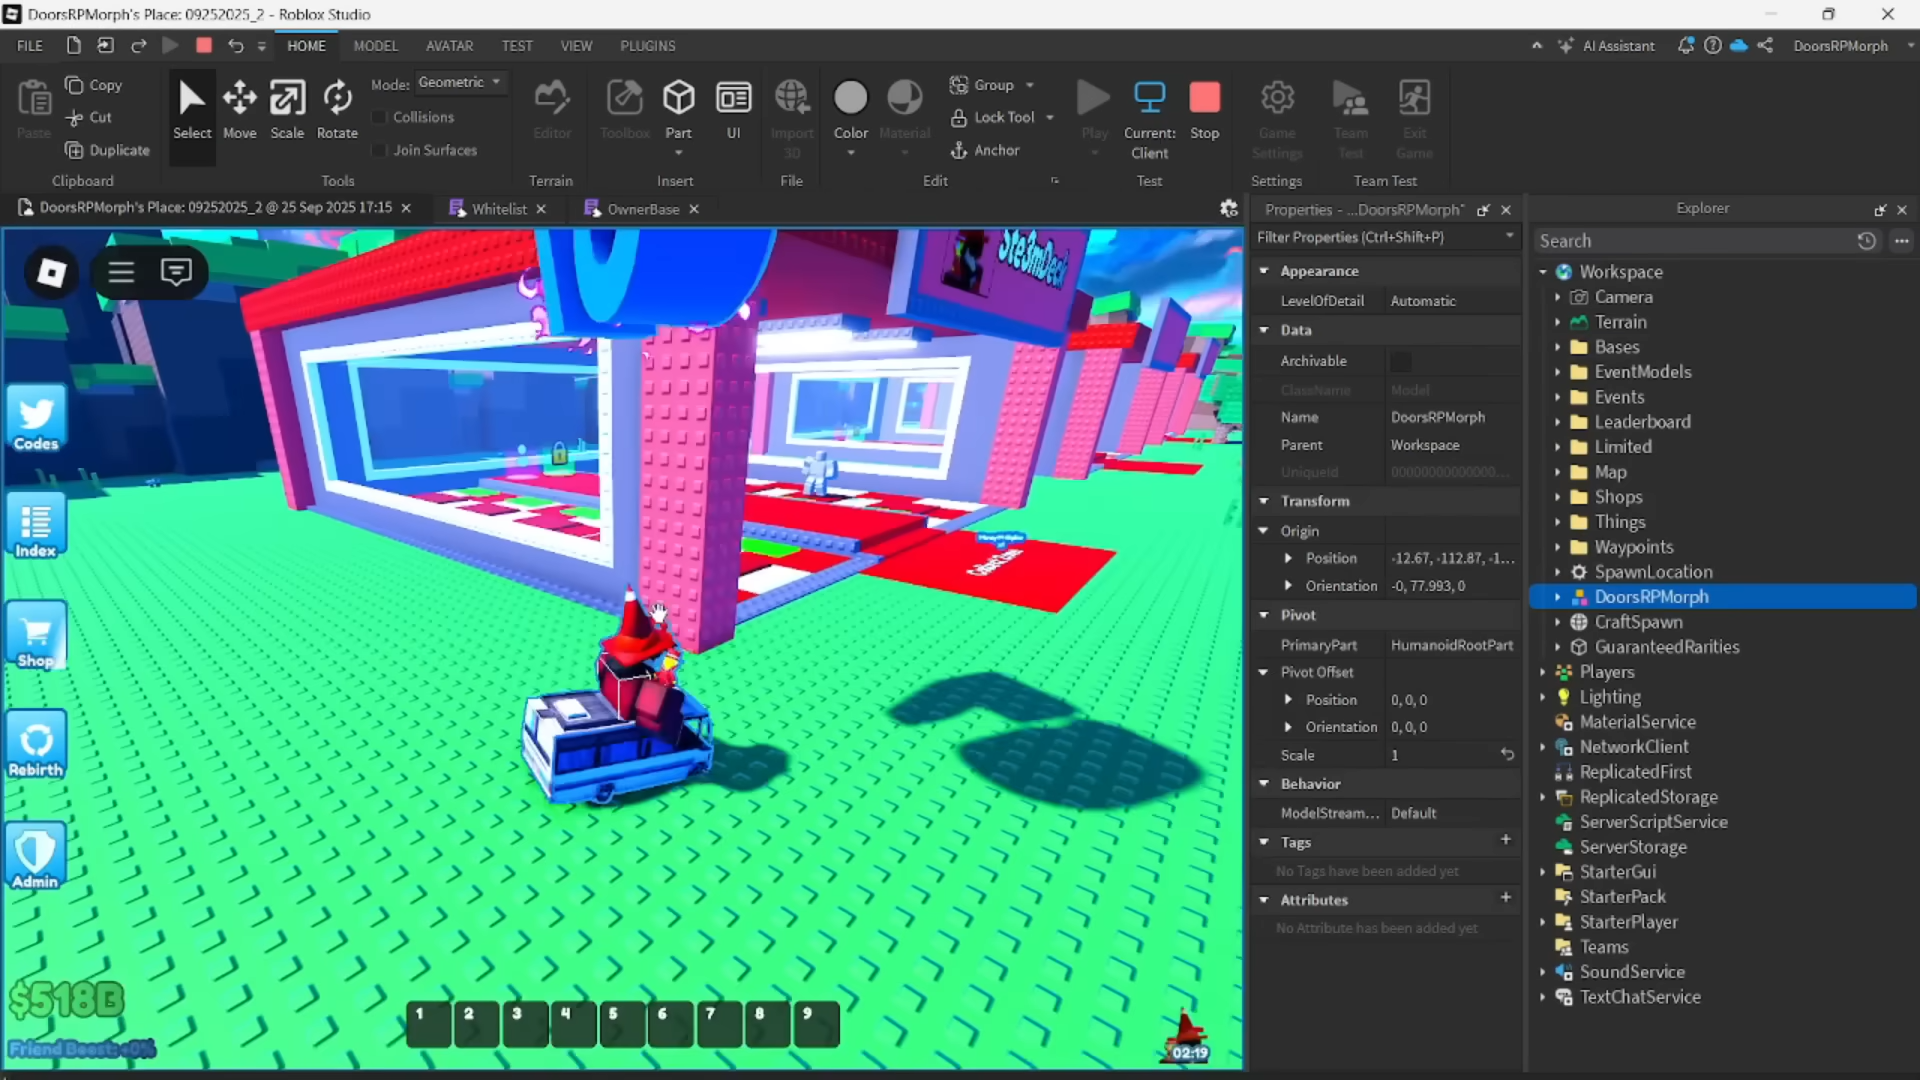 DoorsRPMorph's Place: 09252025_2 - Roblox Studio
FILE
HOME
MODEL
AVATAR
TEST
VIEW
PLUGINS
AI Assistant
DoorsRPMorph
Paste
Copy
Cut
Duplicate
Clipboard
Select
Move
Scale
Rotate
Mode: Geometric
Collisions
Join Surfaces
Tools
Editor
Terrain
Toolbox
Part
UI
Insert
Import
3D
File
Color
Material
Group
Lock Tool
Anchor
Edit
Play
Current:
Client
Stop
Test
Game
Settings
Settings
Team
Test
Exit
Game
Team Test
DoorsRPMorph's Place: 09252025_2 @ 25 Sep 2025 17:15
Whitelist
OwnerBase
Ste3mDeck
Codes
Index
Shop
Rebirth
Admin
$518B
1 2 3 4 5 6 7 8 9
02:19
Properties - ...DoorsRPMorph"
Filter Properties (Ctrl+Shift+P)
Appearance
LevelOfDetail Automatic
Data
Archivable
ClassName Model
Name DoorsRPMorph
Parent Workspace
UniqueId 00000000000000...
Transform
Origin
Position -12.67, -112.87, -1...
Orientation -0, 77.993, 0
Pivot
PrimaryPart HumanoidRootPart
Pivot Offset
Position 0, 0, 0
Orientation 0, 0, 0
Scale 1
Behavior
ModelStream... Default
Tags +
No Tags have been added yet
Attributes +
No Attribute has been added yet
Explorer
Search
Workspace
Camera
Terrain
Bases
EventModels
Events
Leaderboard
Limited
Map
Shops
Things
Waypoints
SpawnLocation
DoorsRPMorph
CraftSpawn
GuaranteedRarities
Players
Lighting
MaterialService
NetworkClient
ReplicatedFirst
ReplicatedStorage
ServerScriptService
ServerStorage
StarterGui
StarterPack
StarterPlayer
Teams
SoundService
TextChatService